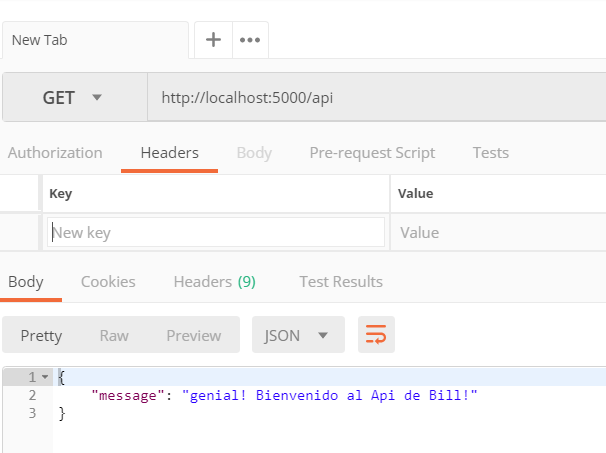 New Tab
GET http://localhost:5000/api
Authorization Headers Body Pre-request Script Tests
Key Value
New key Value
Body Cookies Headers (9) Test Results
Pretty Raw Preview JSON
1 {
2 "message": "genial! Bienvenido al Api de Bill!"
3 }